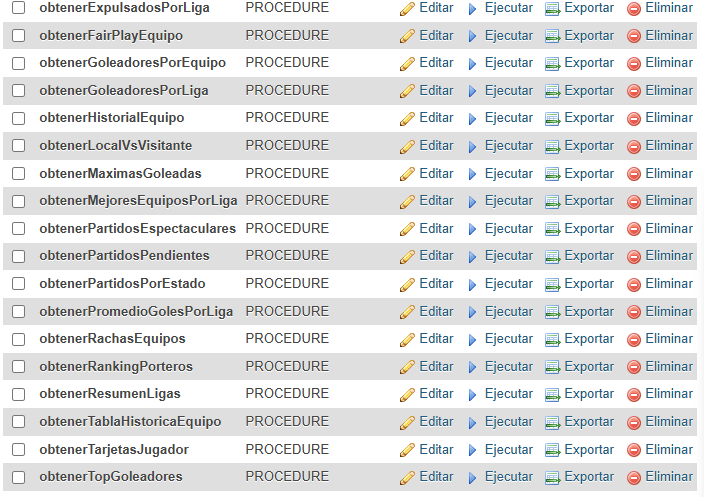 obtenerExpulsadosPorLiga PROCEDURE Editar Ejecutar Exportar Eliminar
obtenerFairPlayEquipo PROCEDURE Editar Ejecutar Exportar Eliminar
obtenerGoleadoresPorEquipo PROCEDURE Editar Ejecutar Exportar Eliminar
obtenerGoleadoresPorLiga PROCEDURE Editar Ejecutar Exportar Eliminar
obtenerHistorialEquipo PROCEDURE Editar Ejecutar Exportar Eliminar
obtenerLocalVsVisitante PROCEDURE Editar Ejecutar Exportar Eliminar
obtenerMaximasGoleadas PROCEDURE Editar Ejecutar Exportar Eliminar
obtenerMejoresEquiposPorLiga PROCEDURE Editar Ejecutar Exportar Eliminar
obtenerPartidosEspectaculares PROCEDURE Editar Ejecutar Exportar Eliminar
obtenerPartidosPendientes PROCEDURE Editar Ejecutar Exportar Eliminar
obtenerPartidosPorEstado PROCEDURE Editar Ejecutar Exportar Eliminar
obtenerPromedioGolesPorLiga PROCEDURE Editar Ejecutar Exportar Eliminar
obtenerRachasEquipos PROCEDURE Editar Ejecutar Exportar Eliminar
obtenerRankingPorteros PROCEDURE Editar Ejecutar Exportar Eliminar
obtenerResumenLigas PROCEDURE Editar Ejecutar Exportar Eliminar
obtenerTablaHistoricaEquipo PROCEDURE Editar Ejecutar Exportar Eliminar
obtenerTarjetasJugador PROCEDURE Editar Ejecutar Exportar Eliminar
obtenerTopGoleadores PROCEDURE Editar Ejecutar Exportar Eliminar